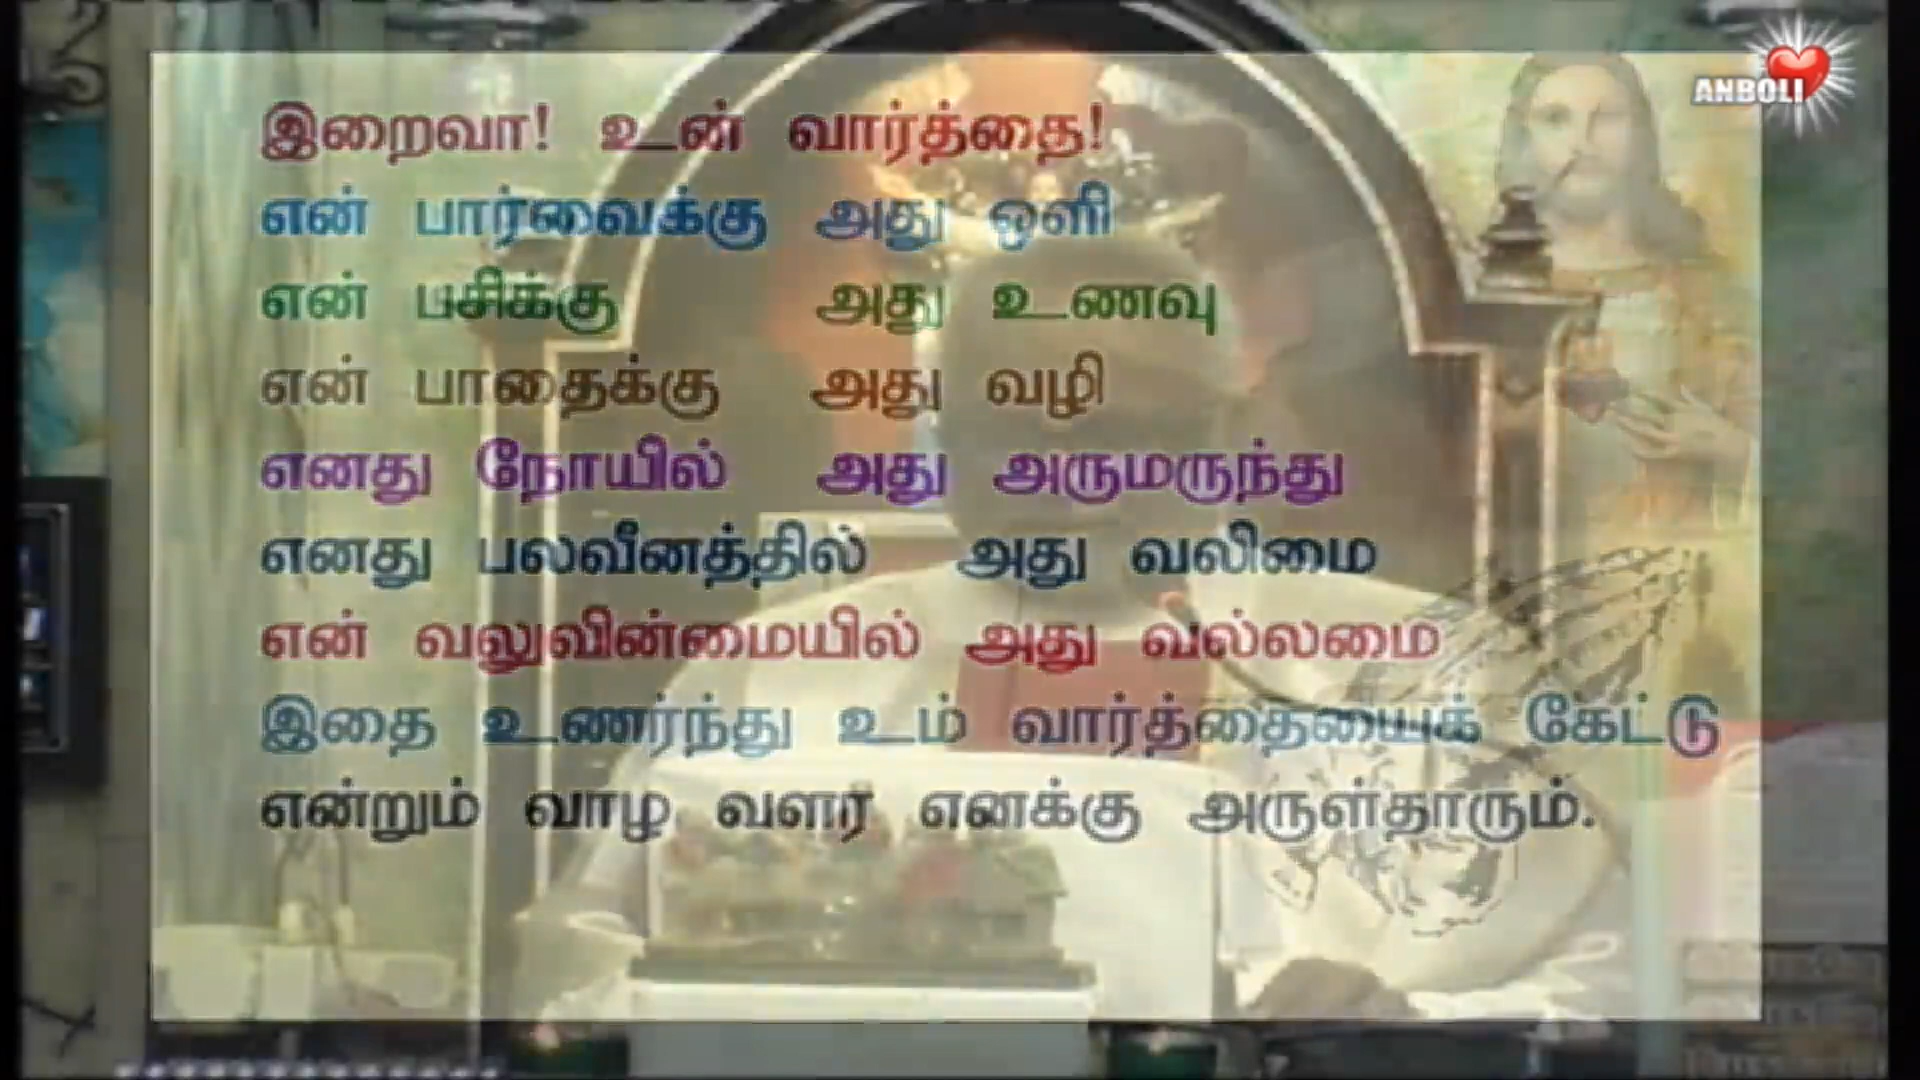 ANBOLI
இறைவா! உன் வார்த்தை!
என் பார்வைக்கு அது ஒளி
என் பசிக்கு அது உணவு
என் பாதைக்கு அது வழி
எனது நோயில் அது அருமருந்து
எனது பலவீனத்தில் அது வலிமை
என் வலுவின்மையில் அது வல்லமை
இதை உணர்ந்து உம் வார்த்தையைக் கேட்டு
என்றும் வாழ வளர எனக்கு அருள்தாரும்.